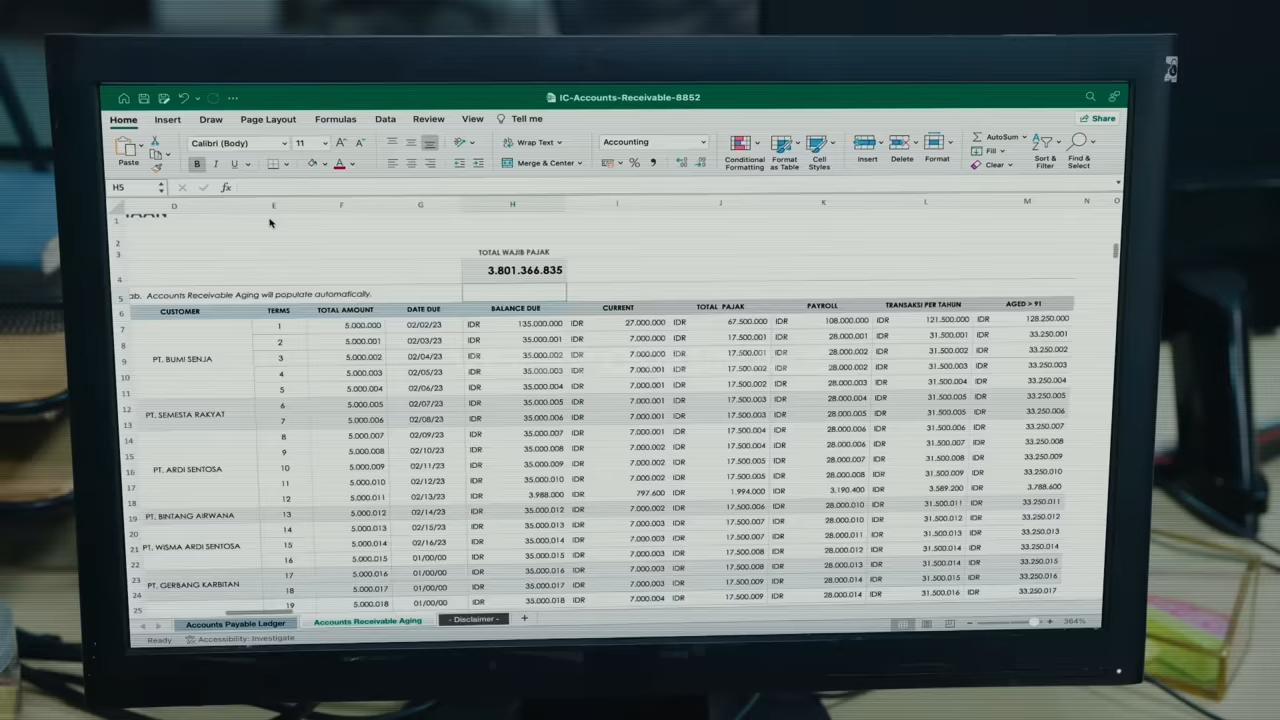 IC-Accounts-Receivable-8852
Home Insert Draw Page Layout Formulas Data Review View Tell me Share
Calibri (Body) 11 A A Wrap Text Accounting AutoSum
Paste B I U A Merge & Center % Conditional Formatting Format as Table Cell Styles Insert Delete Format Fill Clear Sort & Filter Find & Select
H5 fx
D E F G H I J K L M N O
1
2
3 TOTAL WAJIB PAJAK
4 3.801.366.835
5 ab. Accounts Receivable Aging will populate automatically.
6 CUSTOMER TERMS TOTAL AMOUNT DATE DUE BALANCE DUE CURRENT TOTAL PAJAK PAYROLL TRANSAKSI PER TAHUN AGED > 91
7 1 5.000.000 02/02/23 IDR 135.000.000 IDR 27.000.000 IDR 67.500.000 IDR 108.000.000 IDR 121.500.000 IDR 128.250.000
8 2 5.000.001 02/03/23 IDR 35.000.001 IDR 7.000.000 IDR 17.500.001 IDR 28.000.001 IDR 31.500.001 IDR 33.250.001
9 PT. BUMI SENJA 3 5.000.002 02/04/23 IDR 35.000.002 IDR 7.000.000 IDR 17.500.001 IDR 28.000.002 IDR 31.500.002 IDR 33.250.002
10 4 5.000.003 02/05/23 IDR 35.000.003 IDR 7.000.001 IDR 17.500.002 IDR 28.000.002 IDR 31.500.003 IDR 33.250.003
11 5 5.000.004 02/06/23 IDR 35.000.004 IDR 7.000.001 IDR 17.500.002 IDR 28.000.003 IDR 31.500.004 IDR 33.250.004
12 PT. SEMESTA RAKYAT 6 5.000.005 02/07/23 IDR 35.000.005 IDR 7.000.001 IDR 17.500.003 IDR 28.000.004 IDR 31.500.005 IDR 33.250.005
13 7 5.000.006 02/08/23 IDR 35.000.006 IDR 7.000.001 IDR 17.500.003 IDR 28.000.005 IDR 31.500.005 IDR 33.250.006
14 8 5.000.007 02/09/23 IDR 35.000.007 IDR 7.000.001 IDR 17.500.004 IDR 28.000.006 IDR 31.500.006 IDR 33.250.007
15 9 5.000.008 02/10/23 IDR 35.000.008 IDR 7.000.002 IDR 17.500.004 IDR 28.000.006 IDR 31.500.007 IDR 33.250.008
16 PT. ARDI SENTOSA 10 5.000.009 02/11/23 IDR 35.000.009 IDR 7.000.002 IDR 17.500.005 IDR 28.000.007 IDR 31.500.008 IDR 33.250.009
17 11 5.000.010 02/12/23 IDR 35.000.010 IDR 7.000.002 IDR 17.500.005 IDR 28.000.008 IDR 31.500.009 IDR 33.250.010
18 12 5.000.011 02/13/23 IDR 3.988.000 IDR 797.600 IDR 1.994.000 IDR 3.190.400 IDR 3.589.200 IDR 3.788.600
19 PT. BINTANG AIRWANA 13 5.000.012 02/14/23 IDR 35.000.012 IDR 7.000.002 IDR 17.500.006 IDR 28.000.010 IDR 31.500.011 IDR 33.250.011
20 14 5.000.013 02/15/23 IDR 35.000.013 IDR 7.000.003 IDR 17.500.007 IDR 28.000.010 IDR 31.500.012 IDR 33.250.012
21 PT. WISMA ARDI SENTOSA 15 5.000.014 02/16/23 IDR 35.000.014 IDR 7.000.003 IDR 17.500.007 IDR 28.000.011 IDR 31.500.013 IDR 33.250.013
22 16 5.000.015 01/00/00 IDR 35.000.015 IDR 7.000.003 IDR 17.500.008 IDR 28.000.012 IDR 31.500.014 IDR 33.250.014
23 PT. GERBANG KARBITAN 17 5.000.016 01/00/00 IDR 35.000.016 IDR 7.000.003 IDR 17.500.008 IDR 28.000.013 IDR 31.500.014 IDR 33.250.015
24 18 5.000.017 01/00/00 IDR 35.000.017 IDR 7.000.003 IDR 17.500.009 IDR 28.000.014 IDR 31.500.015 IDR 33.250.016
25 19 5.000.018 01/00/00 IDR 35.000.018 IDR 7.000.004 IDR 17.500.009 IDR 28.000.014 IDR 31.500.016 IDR 33.250.017
Accounts Payable Ledger Accounts Receivable Aging - Disclaimer - +
Ready Accessibility: Investigate 364%